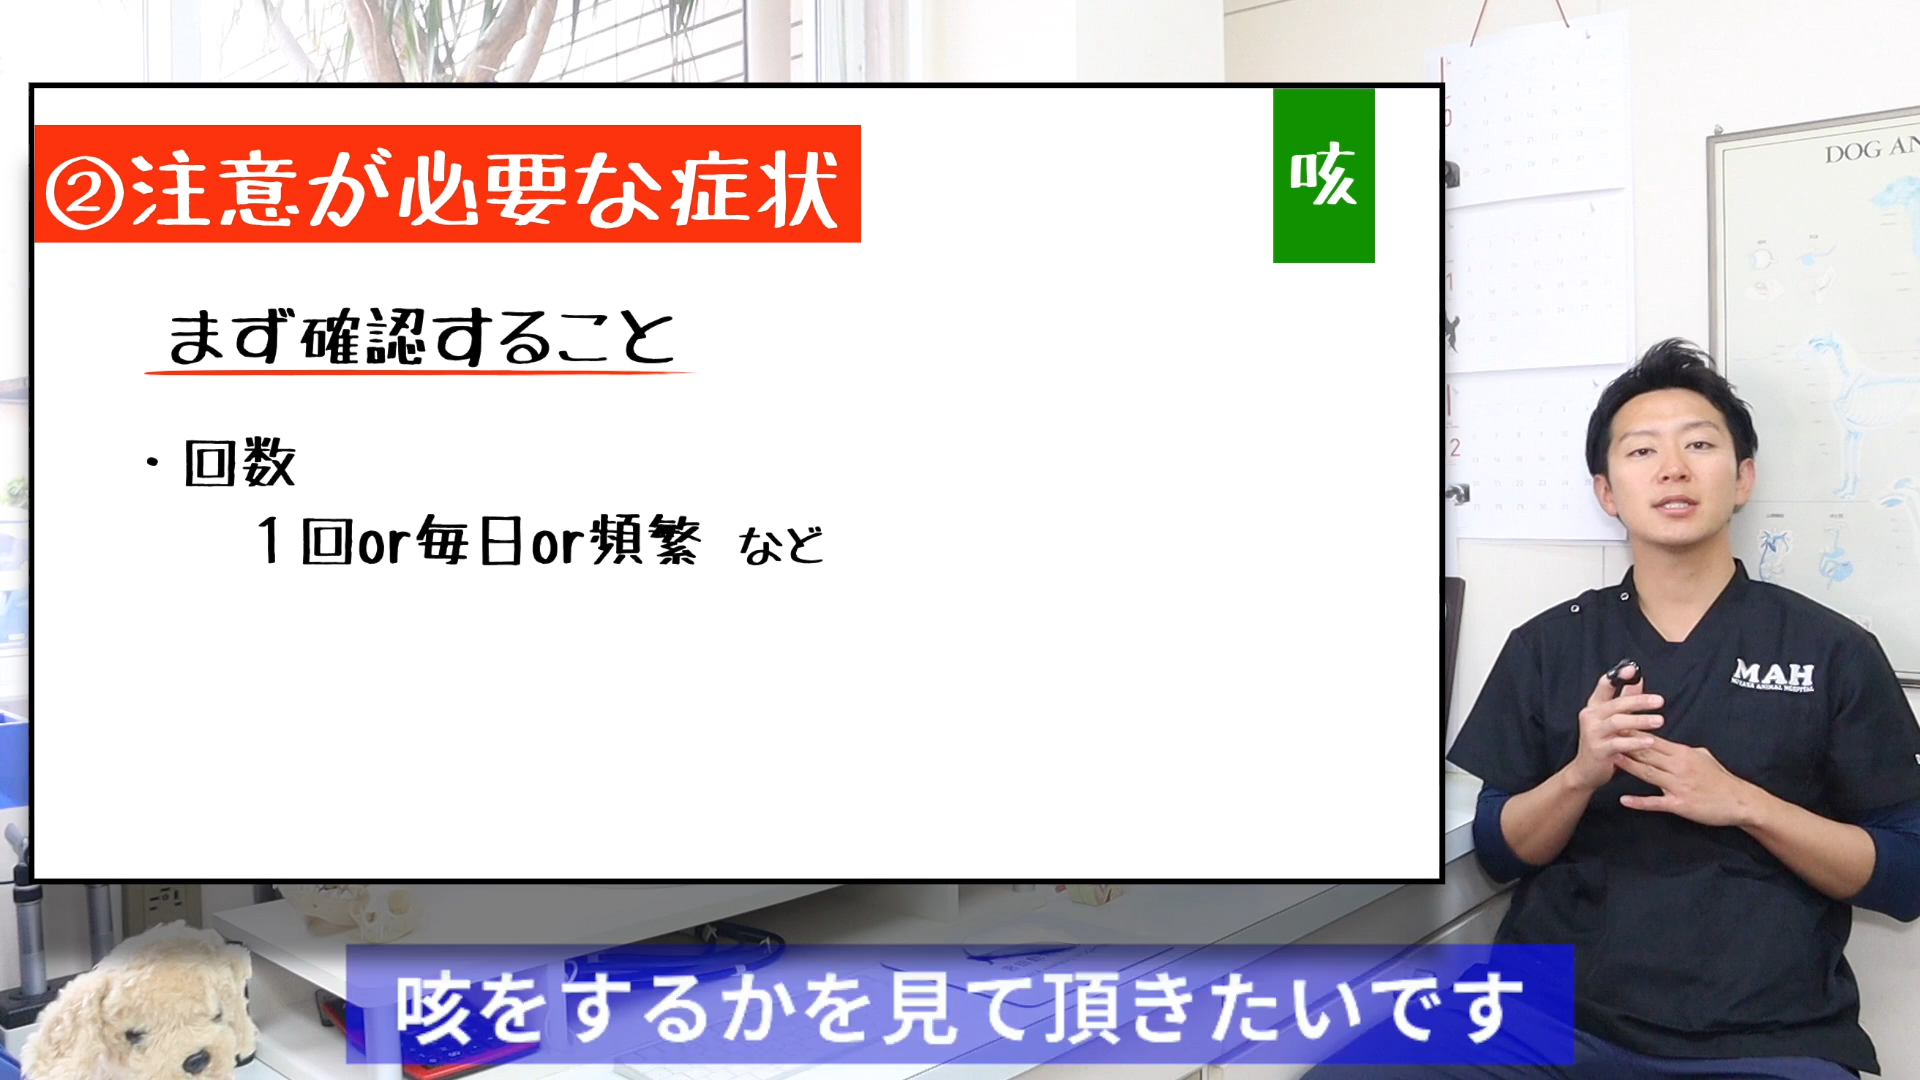 ②注意が必要な症状
咳
まず確認すること
・回数
１回or毎日or頻繁 など
DOG AN
MAH
咳をするかを見て頂きたいです